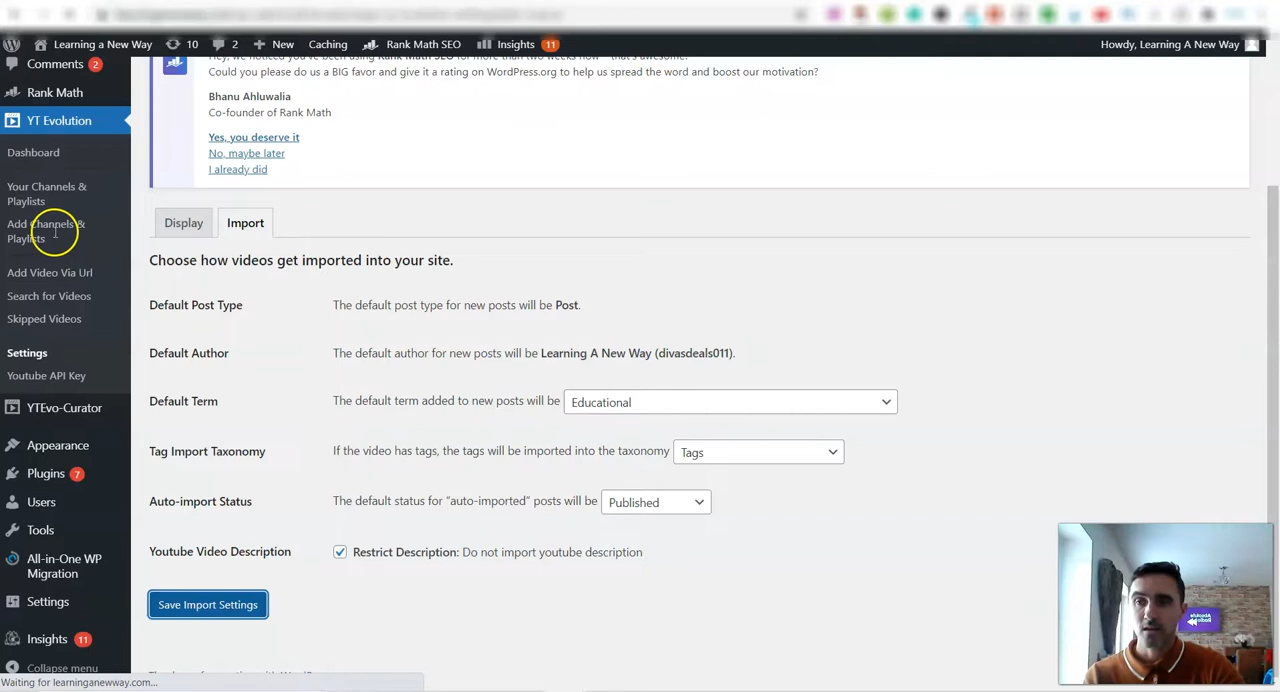 Learning a New Way
10
2
New
Caching
Rank Math SEO
Insights
11
Howdy, Learning A New Way
Comments 2
Rank Math
YT Evolution
Dashboard
Your Channels &
Playlists
Add Channels &
Playlists
Add Video Via Url
Search for Videos
Skipped Videos
Settings
Youtube API Key
YTEvo-Curator
Appearance
Plugins 7
Users
Tools
All-in-One WP
Migration
Settings
Insights 11
Collapse menu
Waiting for learninganewway.com...
Hey, we noticed you've been using Rank Math SEO for more than two weeks now – that's awesome!
Could you please do us a BIG favor and give it a rating on WordPress.org to help us spread the word and boost our motivation?
Bhanu Ahluwalia
Co-founder of Rank Math
Yes, you deserve it
No, maybe later
I already did
Display
Import
Choose how videos get imported into your site.
Default Post Type The default post type for new posts will be Post.
Default Author The default author for new posts will be Learning A New Way (divasdeals011).
Default Term The default term added to new posts will be Educational
Tag Import Taxonomy If the video has tags, the tags will be imported into the taxonomy Tags
Auto-import Status The default status for "auto-imported" posts will be Published
Youtube Video Description Restrict Description: Do not import youtube description
Save Import Settings